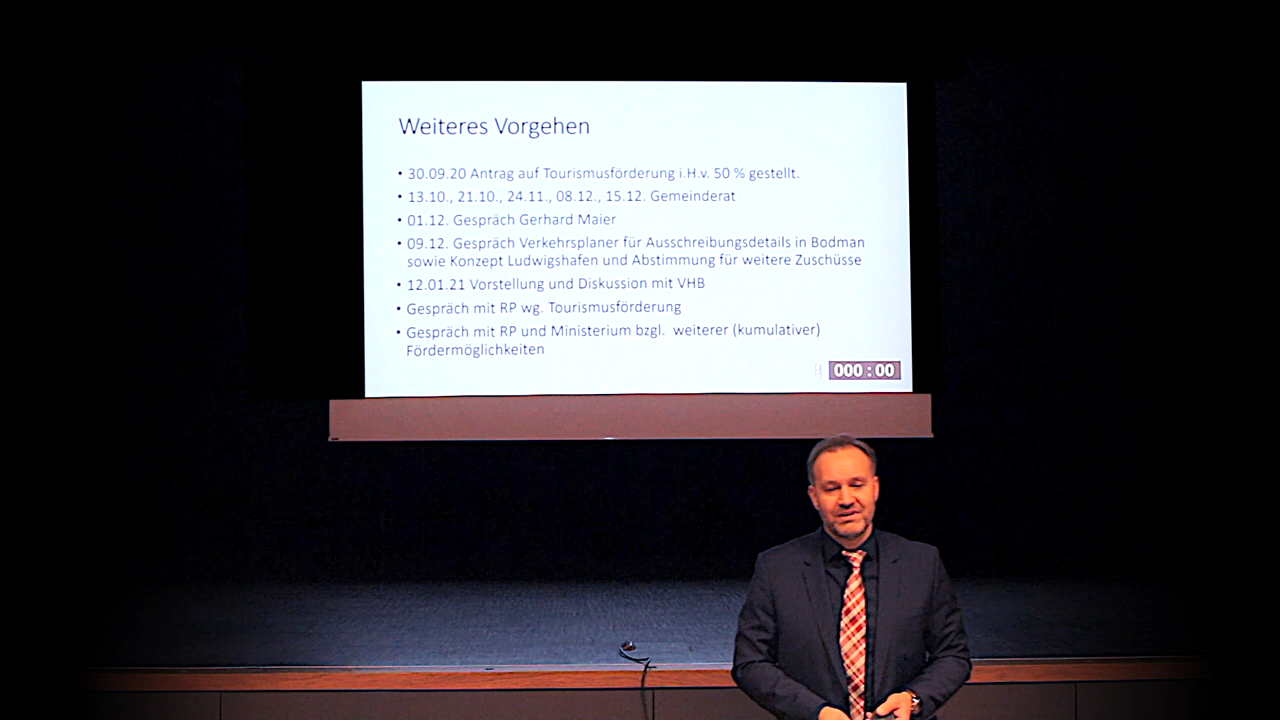 Weiteres Vorgehen
• 30.09.20 Antrag auf Tourismusförderung i.H.v. 50 % gestellt.
• 13.10., 21.10., 24.11., 08.12., 15.12. Gemeinderat
• 01.12. Gespräch Gerhard Maier
• 09.12. Gespräch Verkehrsplaner für Ausschreibungsdetails in Bodman
sowie Konzept Ludwigshafen und Abstimmung für weitere Zuschüsse
• 12.01.21 Vorstellung und Diskussion mit VHB
• Gespräch mit RP wg. Tourismusförderung
• Gespräch mit RP und Ministerium bzgl. weiterer (kumulativer)
Fördermöglichkeiten
000 : 00